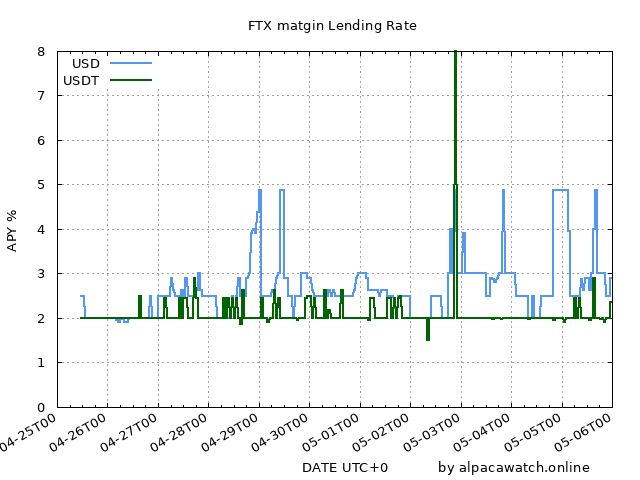 FTX matgin Lending Rate
USD
USDT
8
7
6
5
4
3
2
1
0
APY %
04-25T00
04-26T00
04-27T00
04-28T00
04-29T00
04-30T00
05-01T00
05-02T00
05-03T00
05-04T00
05-05T00
05-06T00
DATE UTC+0
by alpacawatch.online